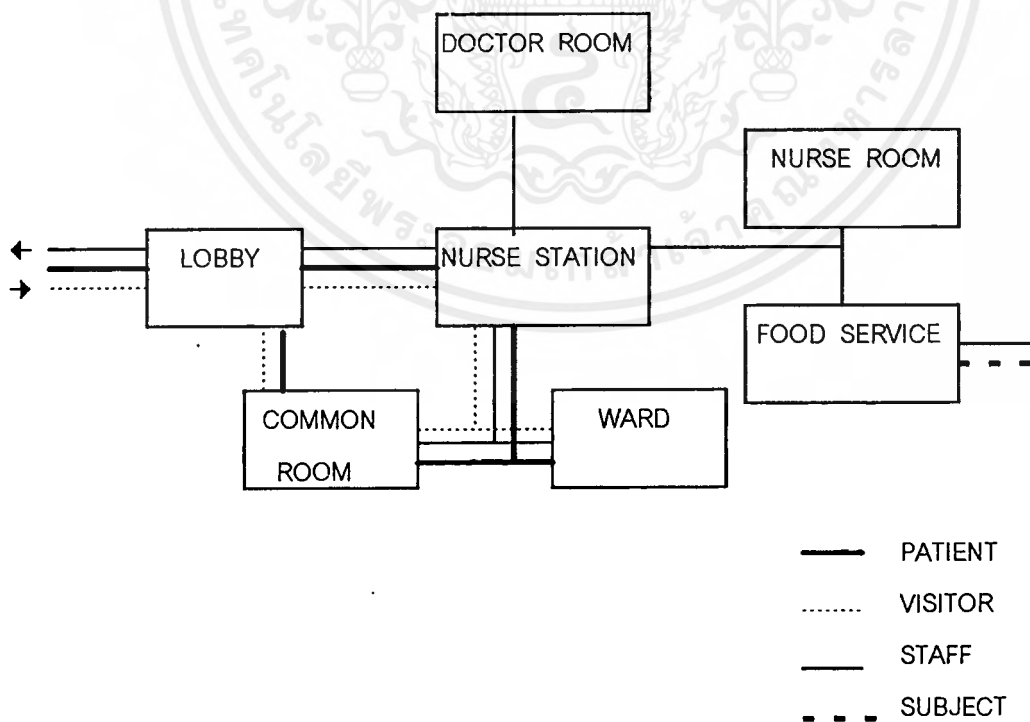 DOCTOR ROOM
NURSE ROOM
LOBBY
NURSE STATION
FOOD SERVICE
COMMON
ROOM
WARD
PATIENT
VISITOR
STAFF
SUBJECT